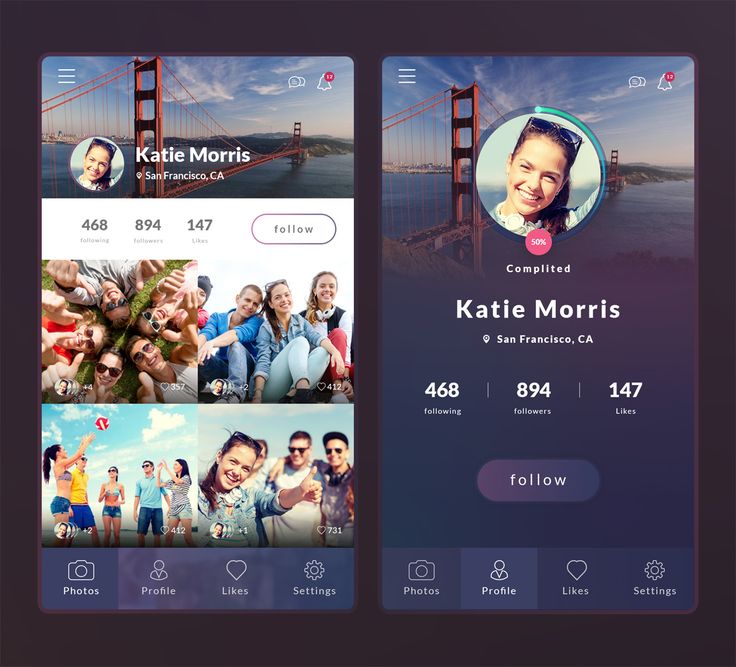 12
Katie Morris
San Francisco, CA
468 894 147
following followers Likes
follow
+4 357
+2 412
+2 412
+1 731
Photos Profile Likes Settings
12
50%
Complited
Katie Morris
San Francisco, CA
468 894 147
following followers Likes
follow
Photos Profile Likes Settings